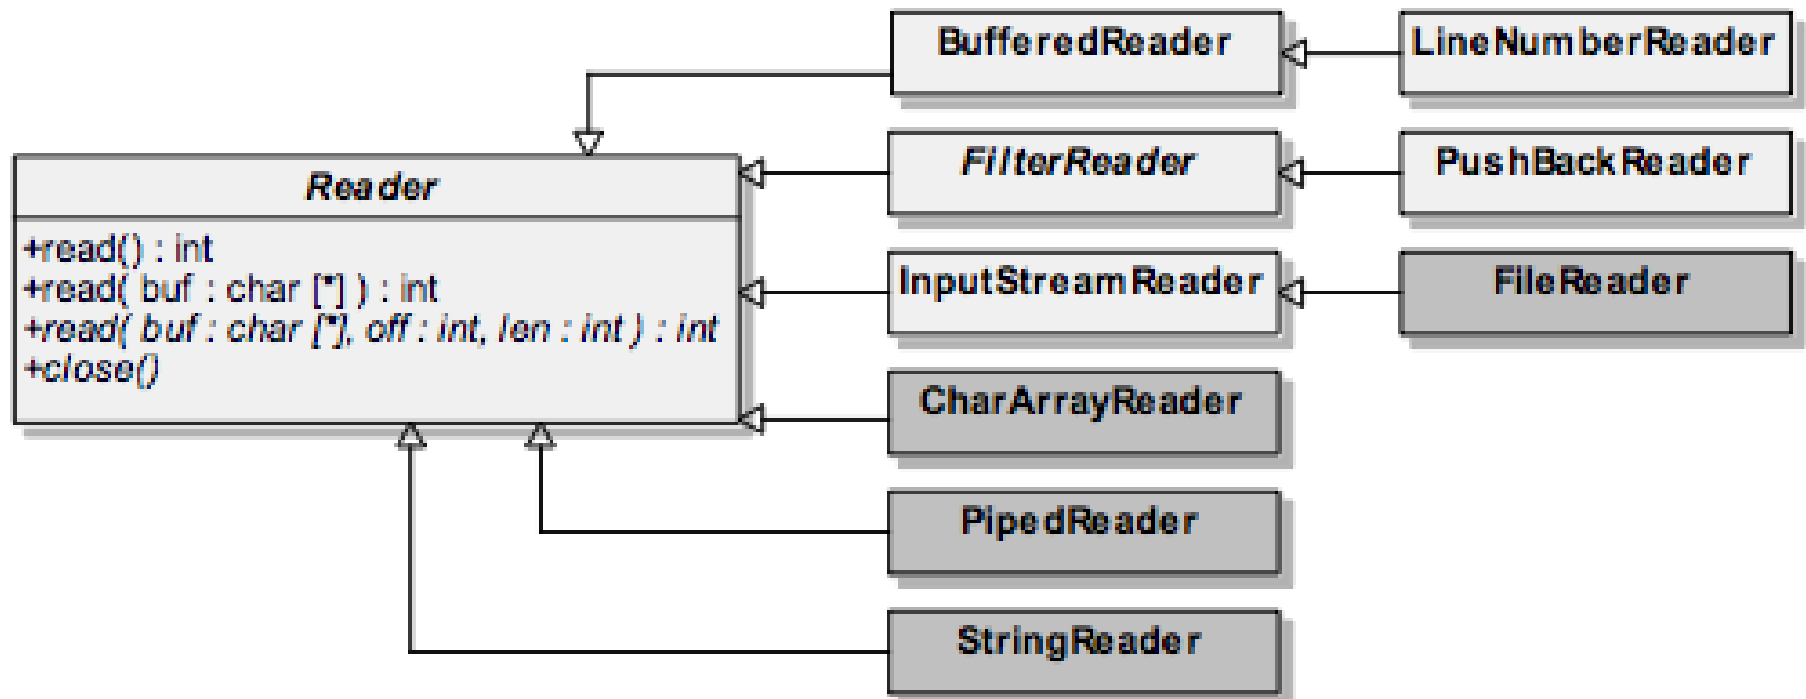 BufferedReader
LineNumberReader
FilterReader
PushBackReader
Reader
+read() : int
+read( buf : char [*] ) : int
+read( buf : char [*], off : int, len : int ) : int
+close()
InputStreamReader
FileReader
CharArrayReader
PipedReader
StringReader